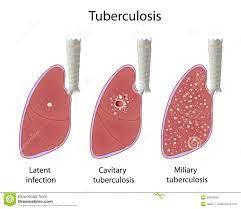 Tuberculosis
Latent infection
Cavitary tuberculosis
Miliary tuberculosis